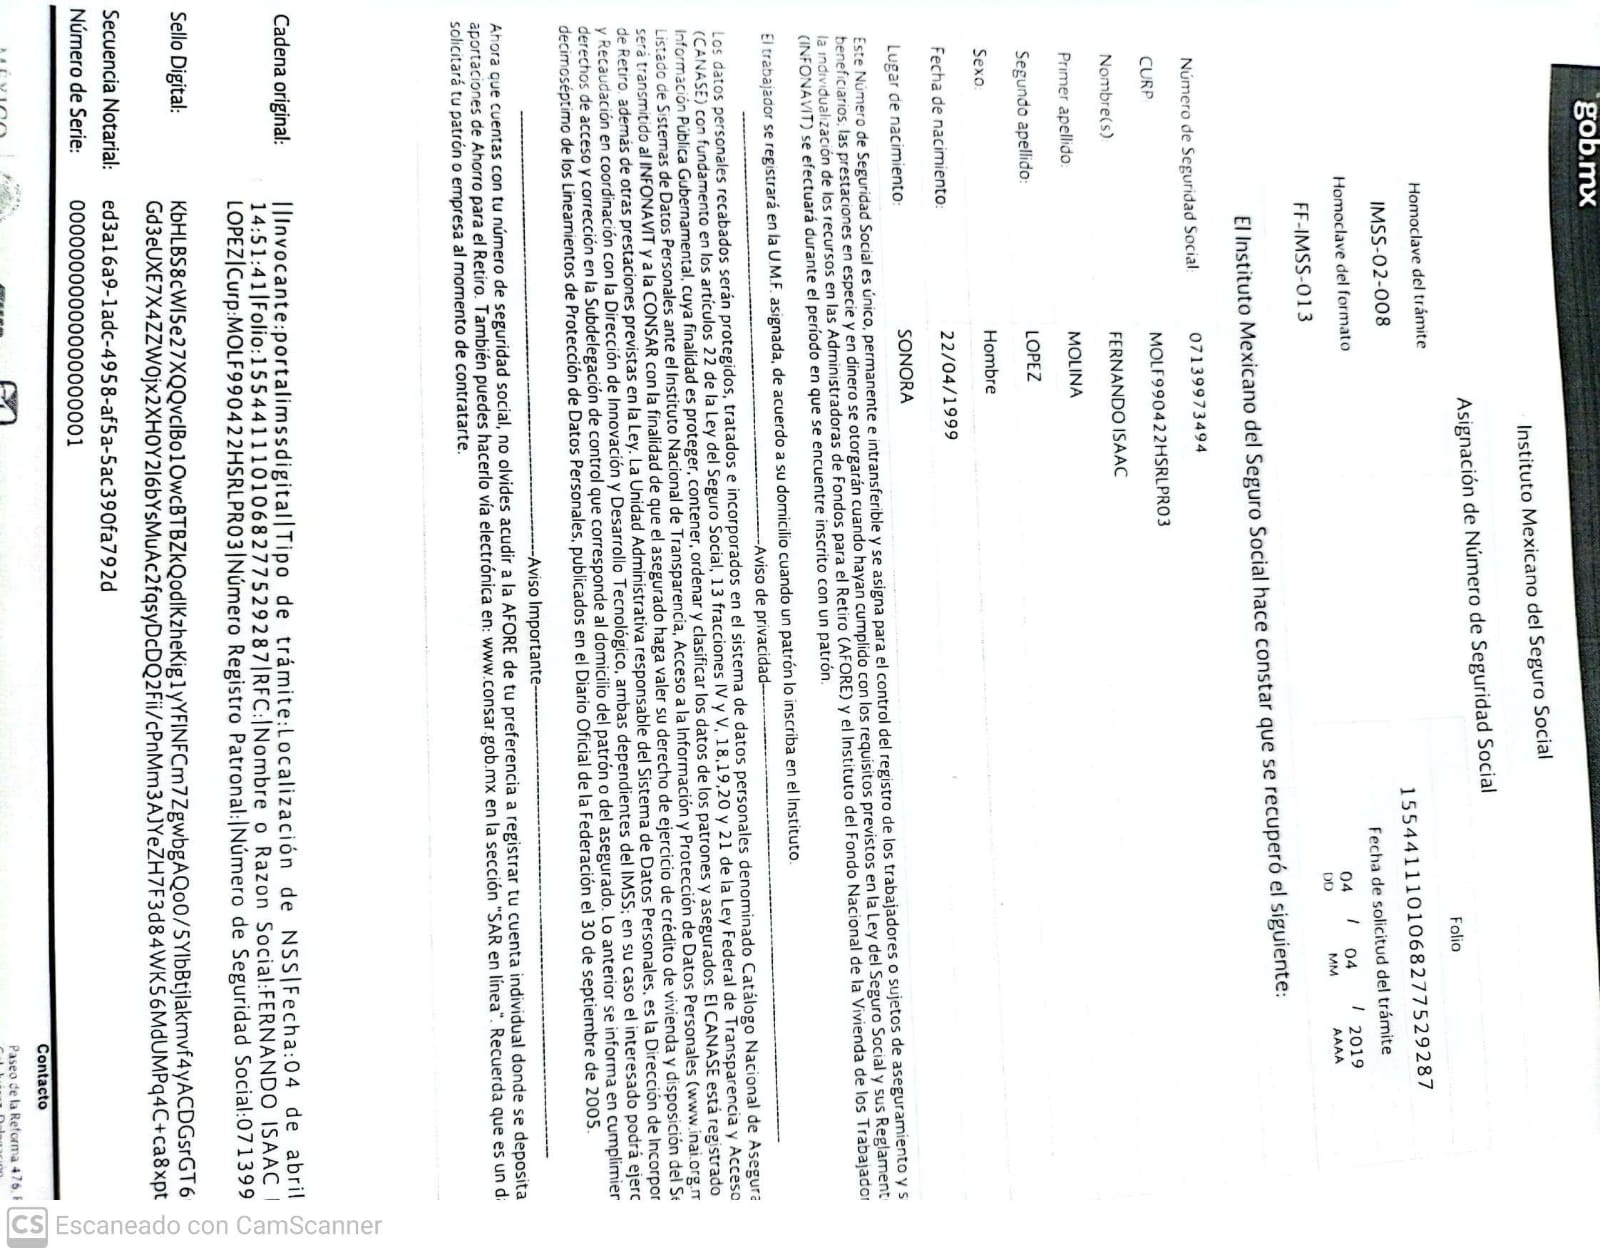 gob.mx
Instituto Mexicano del Seguro Social
Asignación de Número de Seguridad Social
Homoclave del trámite
IMSS-02-008
Homoclave del formato
FF-IMSS-013
Folio
1554411101068277529287
Fecha de solicitud del trámite
04 / 04 / 2019
DD MM AAAA
El Instituto Mexicano del Seguro Social hace constar que se recuperó el siguiente:
Número de Seguridad Social: 07139973494
CURP: MOLF990422HSRLPR03
Nombre(s): FERNANDO ISAAC
Primer apellido: MOLINA
Segundo apellido: LOPEZ
Sexo: Hombre
Fecha de nacimiento: 22/04/1999
Lugar de nacimiento: SONORA
Este Número de Seguridad Social es único, permanente e intransferible y se asigna para el control del registro de los trabajadores o sujetos de aseguramiento y s
beneficiarios, las prestaciones en especie y en dinero se otorgarán cuando hayan cumplido con los requisitos previstos en la Ley del Seguro Social y sus Reglament
la individualización de los recursos en las Administradoras de Fondos para el Retiro (AFORE) y el Instituto del Fondo Nacional de la Vivienda de los Trabajador
(INFONAVIT) se efectuará durante el período en que se encuentre inscrito con un patrón.
El trabajador se registrará en la U.M.F. asignada, de acuerdo a su domicilio cuando un patrón lo inscriba en el Instituto.
Aviso de privacidad
Los datos personales recabados serán protegidos, tratados e incorporados en el sistema de datos personales denominado Catálogo Nacional de Asegura
(CANASE) con fundamento en los artículos 22 de la Ley del Seguro Social, 13 fracciones IV y V, 18,19,20 y 21 de la Ley Federal de Transparencia y Acceso
Información Pública Gubernamental, cuya finalidad es proteger, contener, ordenar y clasificar los datos de los patrones y asegurados. El CANASE está registrado
Listado de Sistemas de Datos Personales ante el Instituto Nacional de Transparencia, Acceso a la Información y Protección de Datos Personales (www.inai.org.m
será transmitido al INFONAVIT y a la CONSAR con la finalidad de que el asegurado haga valer su derecho de ejercicio de crédito de vivienda y disposición del Se
de Retiro, además de otras prestaciones previstas en la Ley. La Unidad Administrativa responsable del Sistema de Datos Personales, es la Dirección de Incorpor
y Recaudación en coordinación con la Dirección de Innovación y Desarrollo Tecnológico, ambas dependientes del IMSS; en su caso el interesado podrá ejerc
derechos de acceso y corrección en la Subdelegación de control que corresponde al domicilio del patrón o del asegurado. Lo anterior se informa en cumplimien
decimoséptimo de los Lineamientos de Protección de Datos Personales, publicados en el Diario Oficial de la Federación el 30 de septiembre de 2005.
Aviso Importante
Ahora que cuentas con tu número de seguridad social, no olvides acudir a la AFORE de tu preferencia a registrar tu cuenta individual donde se deposita
aportaciones de Ahorro para el Retiro. También puedes hacerlo vía electrónica en: www.consar.gob.mx en la sección "SAR en línea". Recuerda que es un d
solicitará tu patrón o empresa al momento de contratarte.
Cadena original: ||Invocante:portalimssdigital|Tipo de trámite:Localización de NSS|Fecha:04 de abril
14:51:41|Folio:1554411101068277529287|RFC:|Nombre o Razon Social:FERNANDO ISAAC
LOPEZ|Curp:MOLF990422HSRLPR03|Número Registro Patronal:|Número de Seguridad Social:071399
Sello Digital: KbHLBS8cWISe27XQQvclBo1OwcBTBZkQodIKzheKig1yYFlNFCm7ZgwbgAQo0/5YlbBtjlakmvf4yACDGsrGT6
Gd3eUXE7X4ZZW0jx2XH0Y2I6bYsMuAc2fqsyDcDQ2Fii/cPnMm3AJYeZH7F3d84WK56MdUMPq4C+ca8xpt
Secuencia Notarial: ed3a16a9-1adc-4958-af5a-5ac390fa792d
Número de Serie: 00000000000000000001
MÉXICO
Contacto
Paseo de la Reforma 476,
CS Escaneado con CamScanner